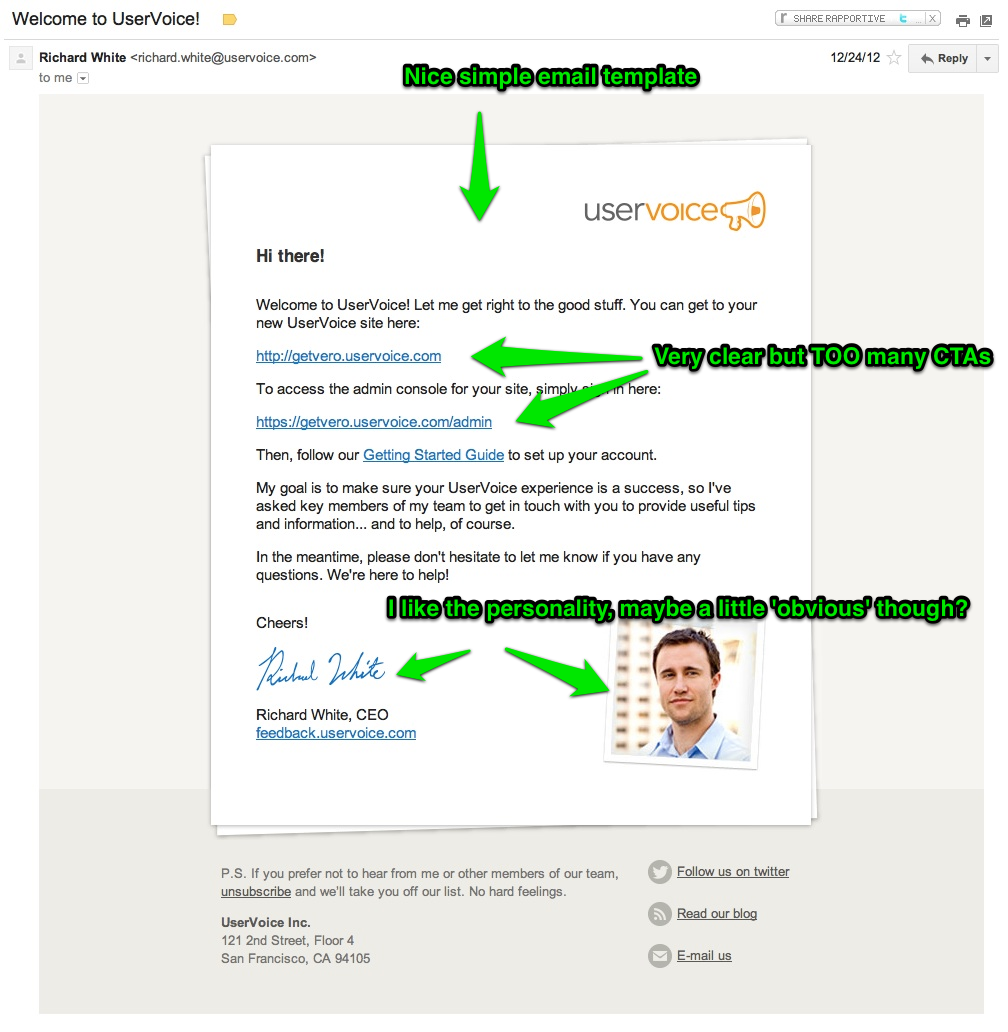 Welcome to UserVoice!
SHARE RAPPORTIVE
Richard White <richard.white@uservoice.com>
12/24/12
Reply
to me
Nice simple email template
uservoice
Hi there!
Welcome to UserVoice! Let me get right to the good stuff. You can get to your
new UserVoice site here:
http://getvero.uservoice.com
Very clear but TOO many CTAs
To access the admin console for your site, simply in here:
https://getvero.uservoice.com/admin
Then, follow our Getting Started Guide to set up your account.
My goal is to make sure your UserVoice experience is a success, so I've
asked key members of my team to get in touch with you to provide useful tips
and information... and to help, of course.
In the meantime, please don't hesitate to let me know if you have any
questions. We're here to help!
I like the personality, maybe a little 'obvious' though?
Cheers!
Richard White
Richard White, CEO
feedback.uservoice.com
P.S. If you prefer not to hear from me or other members of our team,
unsubscribe and we'll take you off our list. No hard feelings.
UserVoice Inc.
121 2nd Street, Floor 4
San Francisco, CA 94105
Follow us on twitter
Read our blog
E-mail us